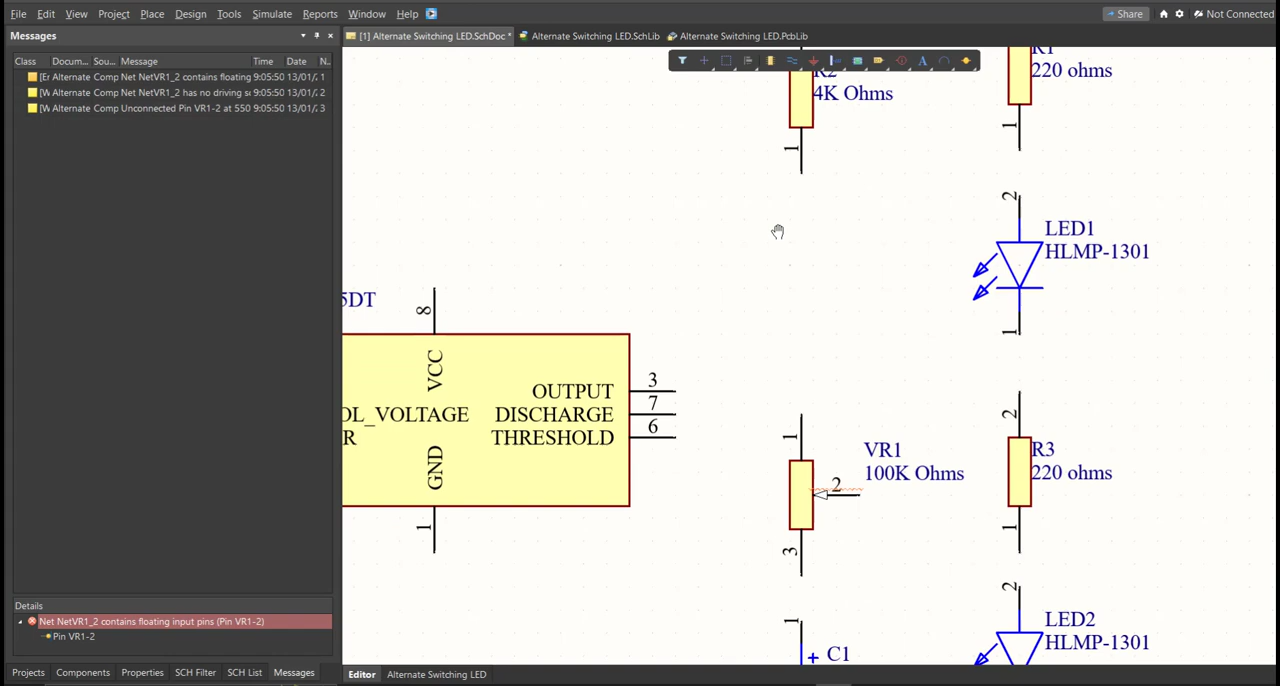 File Edit View Project Place Design Tools Simulate Reports Window Help
Share Not Connected
Messages
[1] Alternate Switching LED.SchDoc * Alternate Switching LED.SchLib Alternate Switching LED.PcbLib
Class Docum... Sou... Message Time Date N..
[Er Alternate Comp Net NetVR1_2 contains floating 9:05:50 13/01/2 1
[W Alternate Comp Net NetVR1_2 has no driving s 9:05:50 13/01/2 2
[W Alternate Comp Unconnected Pin VR1-2 at 550 9:05:50 13/01/2 3
R2
4K Ohms
1
R1
220 ohms
1
2
LED1
HLMP-1301
1
5DT
8
VCC
OUTPUT 3
OL_VOLTAGE DISCHARGE 7
R THRESHOLD 6
GND
1
1
VR1
100K Ohms
2
3
2
R3
220 ohms
1
1
+ C1
2
LED2
HLMP-1301
Details
Net NetVR1_2 contains floating input pins (Pin VR1-2)
Pin VR1-2
Projects Components Properties SCH Filter SCH List Messages
Editor Alternate Switching LED